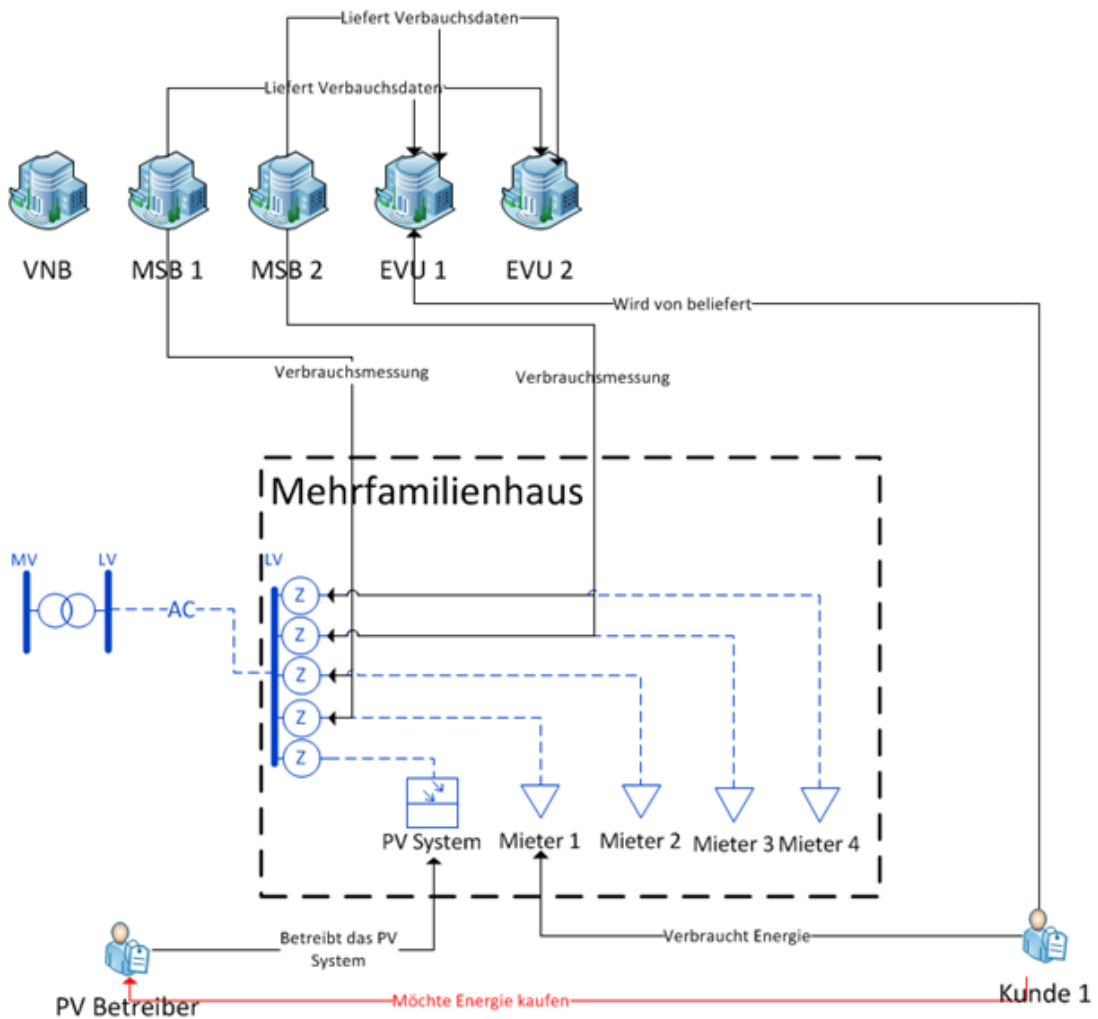 Liefert Verbauchsdaten
Liefert Verbauchsdaten
VNB
MSB 1
MSB 2
EVU 1
EVU 2
Wird von beliefert
Verbrauchsmessung
Verbrauchsmessung
Mehrfamilienhaus
MV
LV
LV
AC
Z
Z
Z
Z
Z
PV System
Mieter 1
Mieter 2
Mieter 3
Mieter 4
Betreibt das PV
System
Verbraucht Energie
PV Betreiber
Möchte Energie kaufen
Kunde 1